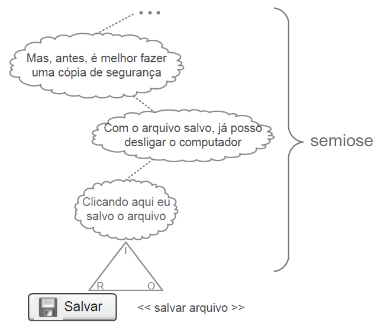 ...
Mas, antes, é melhor fazer
uma cópia de segurança
Com o arquivo salvo, já posso
desligar o computador
semiose
Clicando aqui eu
salvo o arquivo
I
R O
Salvar << salvar arquivo >>